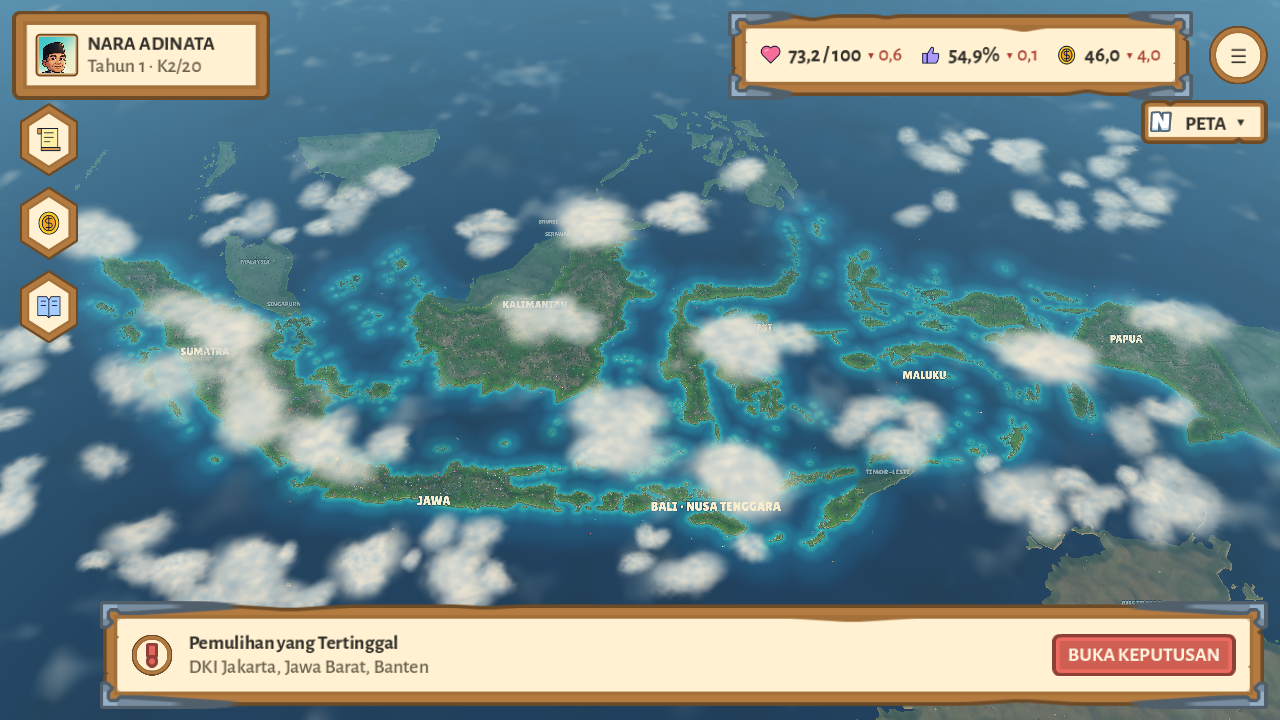 NARA ADINATA
Tahun 1 · K2/20
73,2/100 ▼ 0,6
54,9% ▼ 0,1
46,0 ▼ 4,0
N PETA ▼
MALAYSIA
SINGAPURA
KALIMANTAN
SUMATRA
PAPUA
MALUKU
TIMOR-LESTE
JAWA
BALI · NUSA TENGGARA
Pemulihan yang Tertinggal
DKI Jakarta, Jawa Barat, Banten
BUKA KEPUTUSAN